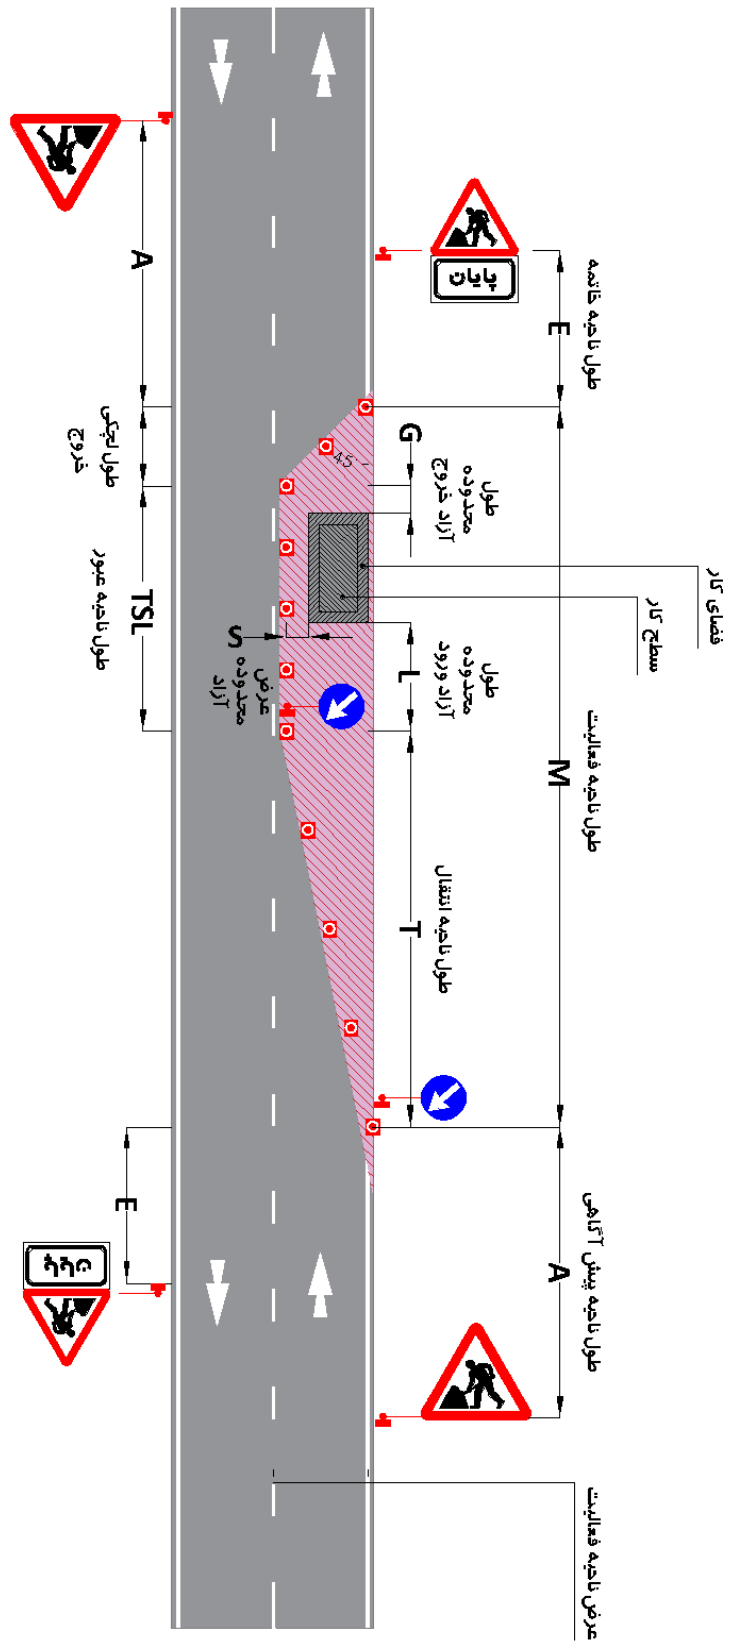 پایان
طول ناحیه خاتمه
E
A
G
طول
محدوده
آزاد خروج
45
طول لچکی
خروج
فضای کار
سطح کار
TSL
طول ناحیه عبور
S
عرض
محدوده
آزاد
L
طول
محدوده
آزاد ورود
M
طول ناحیه فعالیت
T
طول ناحیه انتقال
E
پایان
A
طول ناحیه پیش آگاهی
عرض ناحیه فعالیت